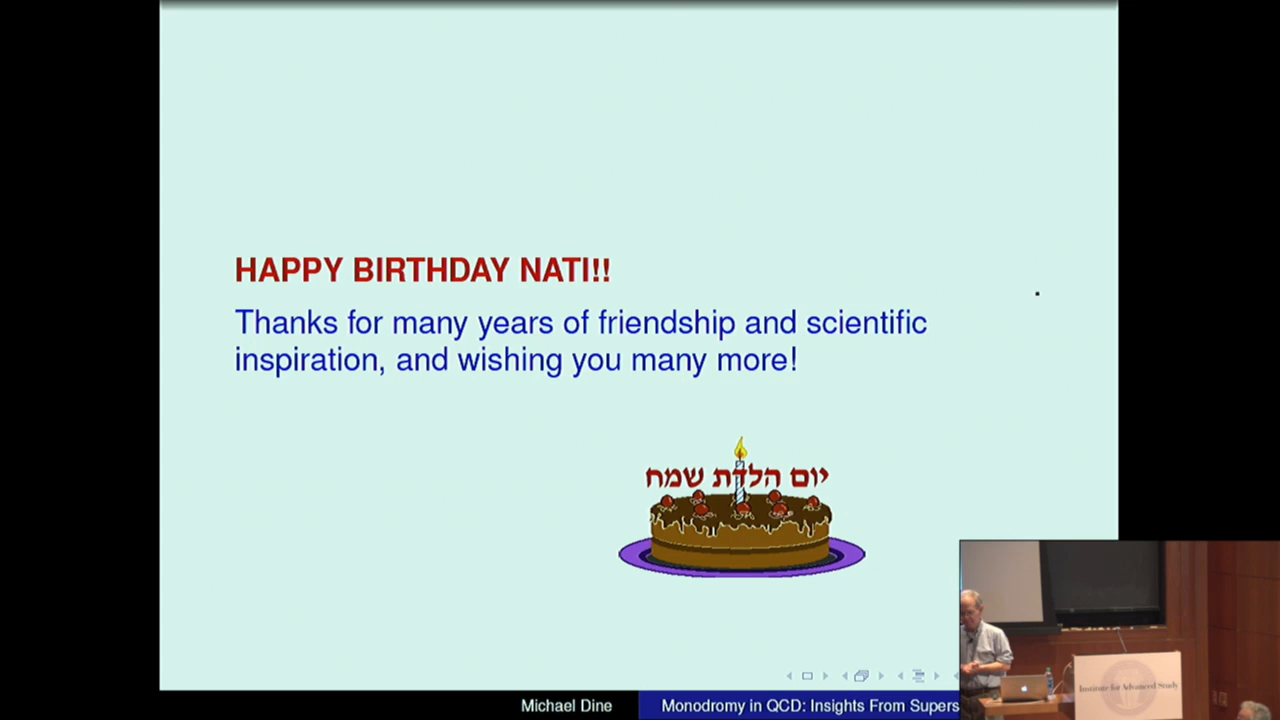 HAPPY BIRTHDAY NATI!!
Thanks for many years of friendship and scientific
inspiration, and wishing you many more!
יום הלדת שמח
Institute for Advanced Study
Michael Dine
Monodromy in QCD: Insights From Supers